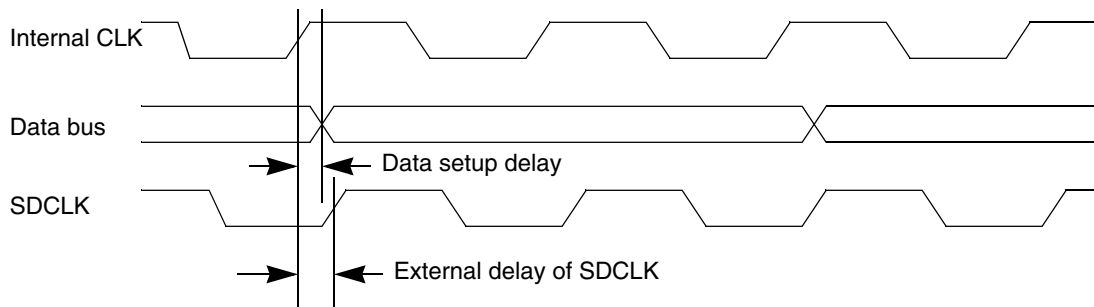 Internal CLK
Data bus
Data setup delay
SDCLK
External delay of SDCLK